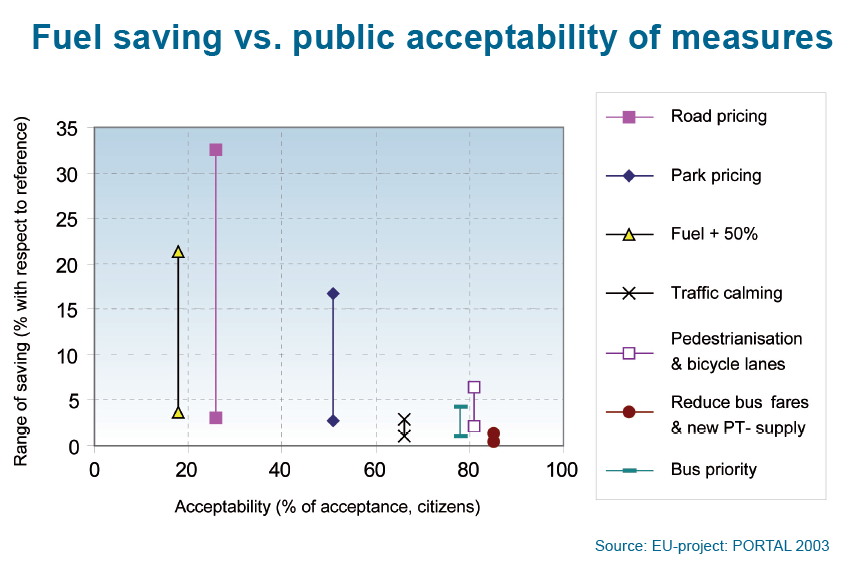 Fuel saving vs. public acceptability of measures
Range of saving (% with respect to reference)
35
30
25
20
15
10
5
0
0 20 40 60 80 100
Acceptability (% of acceptance, citizens)
Road pricing
Park pricing
Fuel + 50%
Traffic calming
Pedestrianisation
& bicycle lanes
Reduce bus fares
& new PT- supply
Bus priority
Source: EU-project: PORTAL 2003